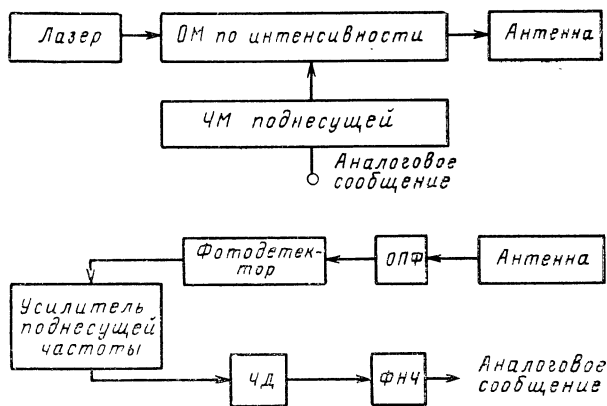 Лазер
ОМ по интенсивности
Антенна
ЧМ поднесущей
Аналоговое
сообщение
Фотодетек-
тор
ОПФ
Антенна
Усилитель
поднесущей
частоты
ЧД
ФНЧ
Аналоговое
сообщение